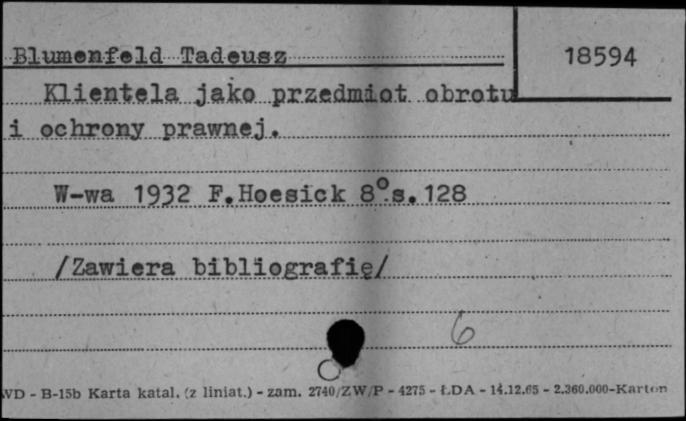 Blumenfeld Tadeusz
18594
Klientela jako przedmiot obrotu
i ochrony prawnej.
W-wa 1932 F.Hoesick 8°.s.128
/Zawiera bibliografię/
6
WD - B-15b Karta katal. (z liniat.) - zam. 2740/ZW/P - 4275 - ŁDA - 14.12.65 - 2.360.000-Karton